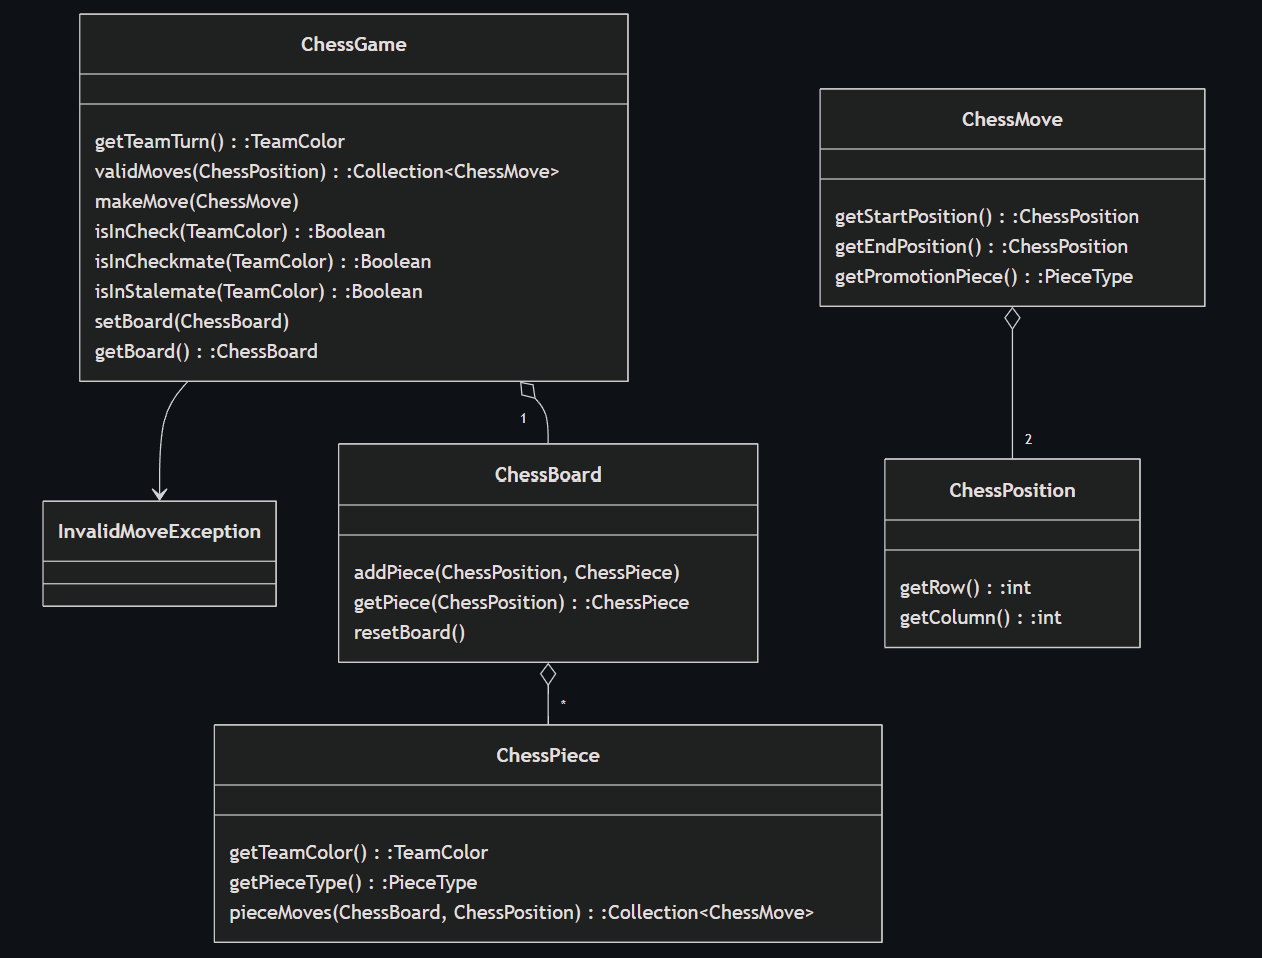 ChessGame
getTeamTurn() : :TeamColor
validMoves(ChessPosition) : :Collection<ChessMove>
makeMove(ChessMove)
isInCheck(TeamColor) : :Boolean
isInCheckmate(TeamColor) : :Boolean
isInStalemate(TeamColor) : :Boolean
setBoard(ChessBoard)
getBoard() : :ChessBoard
ChessMove
getStartPosition() : :ChessPosition
getEndPosition() : :ChessPosition
getPromotionPiece() : :PieceType
1
2
InvalidMoveException
ChessBoard
addPiece(ChessPosition, ChessPiece)
getPiece(ChessPosition) : :ChessPiece
resetBoard()
ChessPosition
getRow() : :int
getColumn() : :int
*
ChessPiece
getTeamColor() : :TeamColor
getPieceType() : :PieceType
pieceMoves(ChessBoard, ChessPosition) : :Collection<ChessMove>